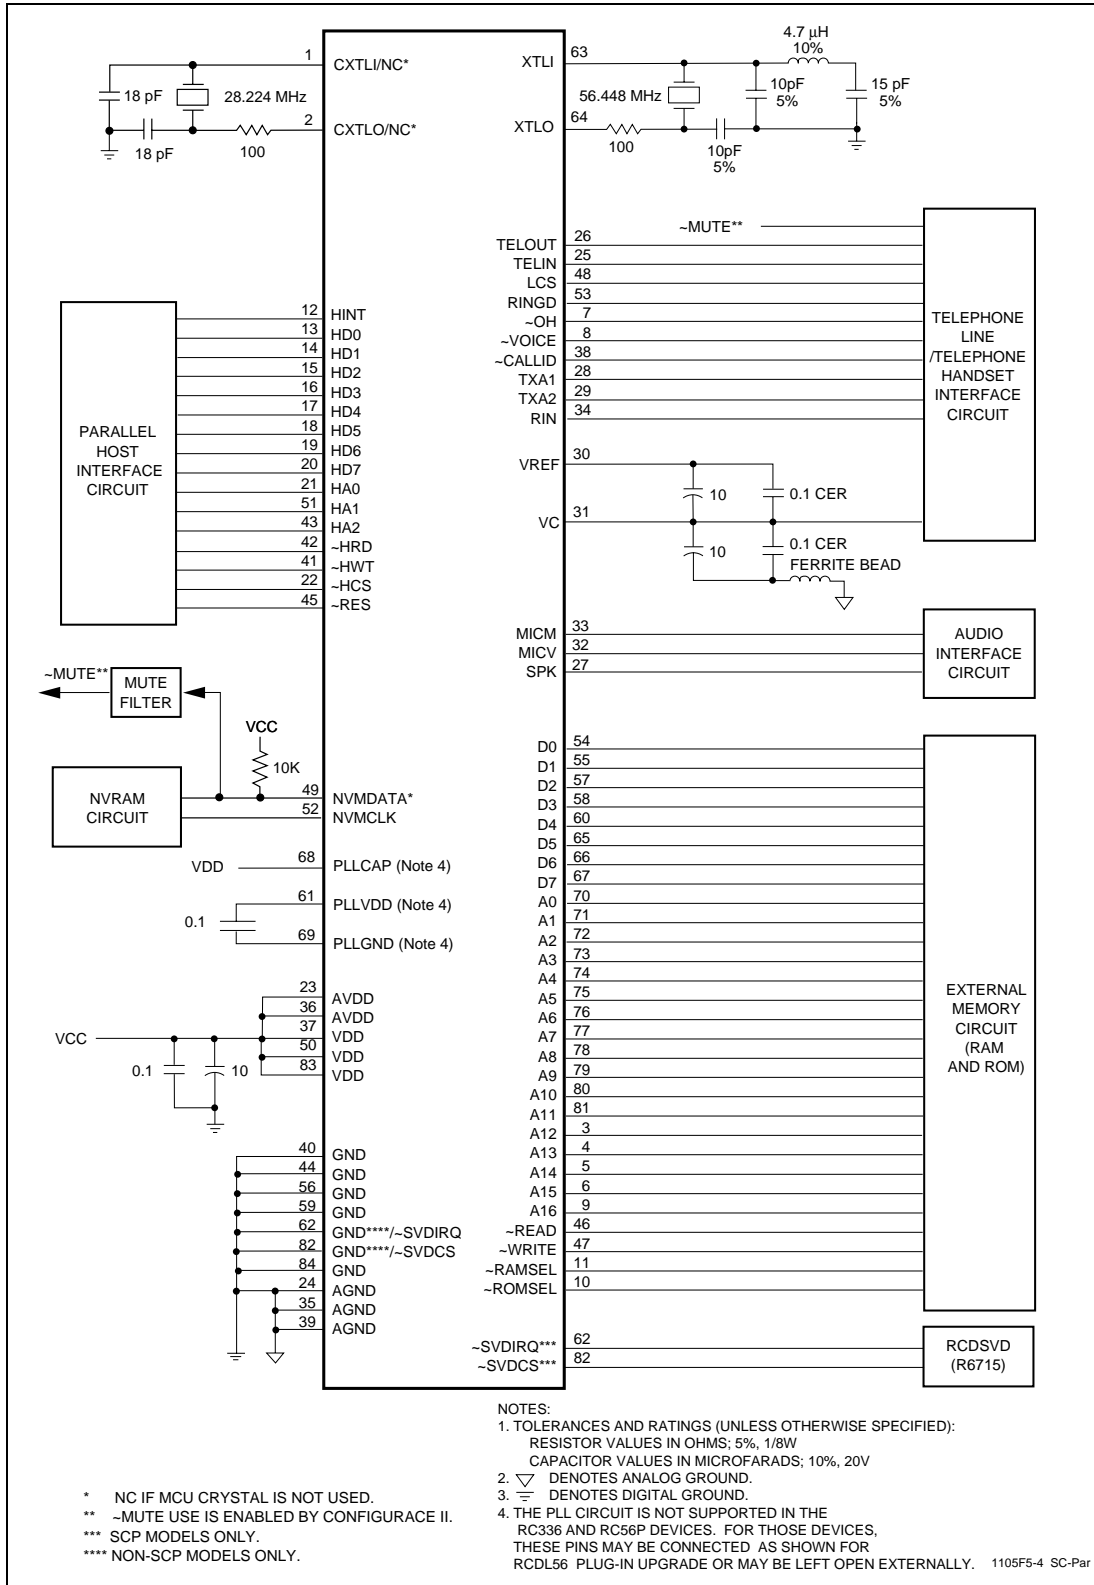 1
CXTLI/NC*
18 pF
28.224 MHz
2
CXTLO/NC*
18 pF
100
XTLI
63
4.7 µH
10%
56.448 MHz
10pF
5%
15 pF
5%
XTLO
64
100
10pF
5%
~MUTE**
TELOUT
26
TELIN
25
LCS
48
RINGD
53
~OH
7
~VOICE
8
~CALLID
38
TXA1
28
TXA2
29
RIN
34
TELEPHONE
LINE
/TELEPHONE
HANDSET
INTERFACE
CIRCUIT
PARALLEL
HOST
INTERFACE
CIRCUIT
12 HINT
13 HD0
14 HD1
15 HD2
16 HD3
17 HD4
18 HD5
19 HD6
20 HD7
21 HA0
51 HA1
43 HA2
42 ~HRD
41 ~HWT
22 ~HCS
45 ~RES
VREF
30
10
0.1 CER
VC
31
10
0.1 CER
FERRITE BEAD
MICM
33
MICV
32
SPK
27
AUDIO
INTERFACE
CIRCUIT
~MUTE**
MUTE
FILTER
VCC
10K
NVRAM
CIRCUIT
49 NVMDATA*
52 NVMCLK
VDD
68 PLLCAP (Note 4)
61 PLLVDD (Note 4)
0.1
69 PLLGND (Note 4)
23 AVDD
36 AVDD
VCC
37 VDD
50 VDD
83 VDD
0.1
10
40 GND
44 GND
56 GND
59 GND
62 GND****/~SVDIRQ
82 GND****/~SVDCS
84 GND
24 AGND
35 AGND
39 AGND
D0 54
D1 55
D2 57
D3 58
D4 60
D5 65
D6 66
D7 67
A0 70
A1 71
A2 72
A3 73
A4 74
A5 75
A6 76
A7 77
A8 78
A9 79
A10 80
A11 81
A12 3
A13 4
A14 5
A15 6
A16 9
~READ 46
~WRITE 47
~RAMSEL 11
~ROMSEL 10
EXTERNAL
MEMORY
CIRCUIT
(RAM
AND ROM)
~SVDIRQ*** 62
~SVDCS*** 82
RCDSVD
(R6715)
NOTES:
1. TOLERANCES AND RATINGS (UNLESS OTHERWISE SPECIFIED):
RESISTOR VALUES IN OHMS; 5%, 1/8W
CAPACITOR VALUES IN MICROFARADS; 10%, 20V
2. DENOTES ANALOG GROUND.
3. DENOTES DIGITAL GROUND.
4. THE PLL CIRCUIT IS NOT SUPPORTED IN THE
RC336 AND RC56P DEVICES. FOR THOSE DEVICES,
THESE PINS MAY BE CONNECTED AS SHOWN FOR
RCDL56 PLUG-IN UPGRADE OR MAY BE LEFT OPEN EXTERNALLY.
* NC IF MCU CRYSTAL IS NOT USED.
** ~MUTE USE IS ENABLED BY CONFIGURACE II.
*** SCP MODELS ONLY.
**** NON-SCP MODELS ONLY.
1105F5-4 SC-Par